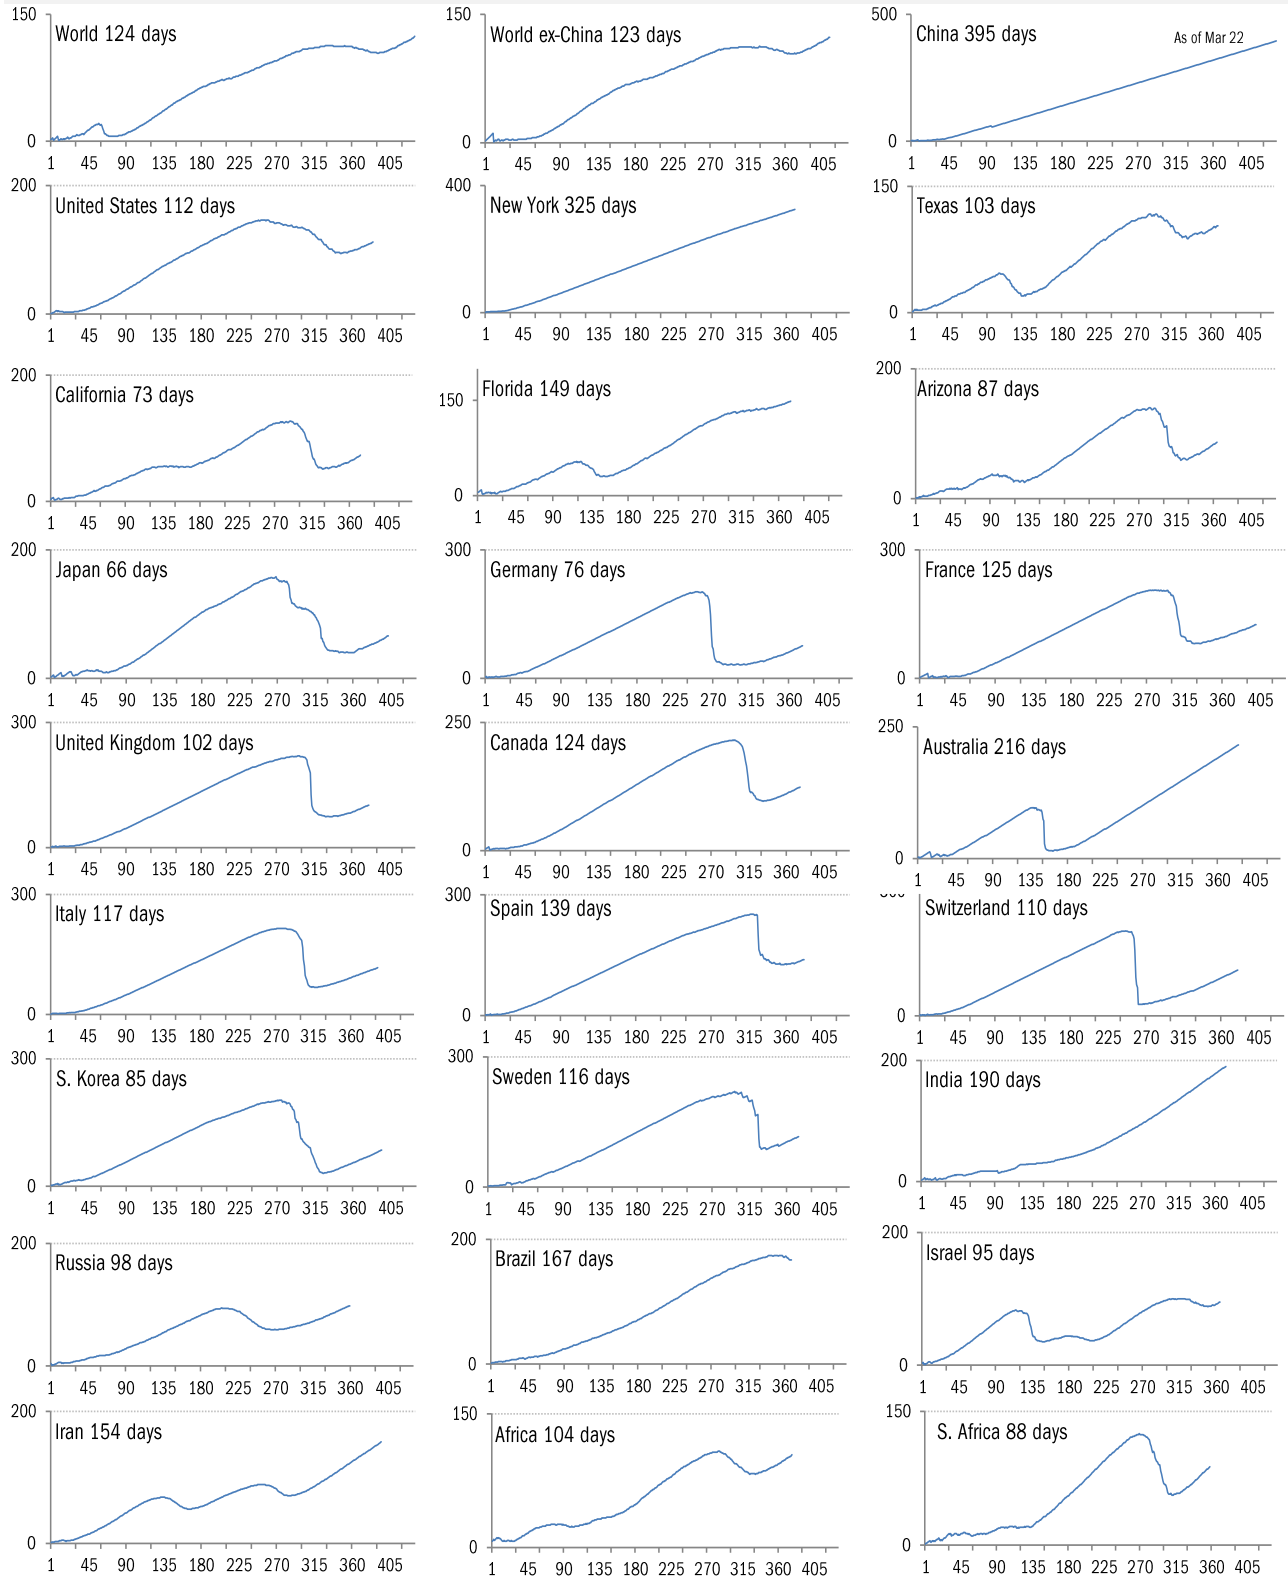 150
World 124 days
0
1 45 90 135 180 225 270 315 360 405
150
World ex-China 123 days
0
1 45 90 135 180 225 270 315 360 405
500
China 395 days
As of Mar 22
0
1 45 90 135 180 225 270 315 360 405
200
United States 112 days
0
1 45 90 135 180 225 270 315 360 405
400
New York 325 days
0
1 45 90 135 180 225 270 315 360 405
150
Texas 103 days
0
1 45 90 135 180 225 270 315 360 405
200
California 73 days
0
1 45 90 135 180 225 270 315 360 405
Florida 149 days
150
0
1 45 90 135 180 225 270 315 360 405
200
Arizona 87 days
0
1 45 90 135 180 225 270 315 360 405
200
Japan 66 days
0
1 45 90 135 180 225 270 315 360 405
300
Germany 76 days
0
1 45 90 135 180 225 270 315 360 405
300
France 125 days
0
1 45 90 135 180 225 270 315 360 405
300
United Kingdom 102 days
0
1 45 90 135 180 225 270 315 360 405
250
Canada 124 days
0
1 45 90 135 180 225 270 315 360 405
250
Australia 216 days
0
1 45 90 135 180 225 270 315 360 405
300
Italy 117 days
0
1 45 90 135 180 225 270 315 360 405
300
Spain 139 days
0
1 45 90 135 180 225 270 315 360 405
Switzerland 110 days
0
1 45 90 135 180 225 270 315 360 405
300
S. Korea 85 days
0
1 45 90 135 180 225 270 315 360 405
300
Sweden 116 days
0
1 45 90 135 180 225 270 315 360 405
200
India 190 days
0
1 45 90 135 180 225 270 315 360 405
200
Russia 98 days
0
1 45 90 135 180 225 270 315 360 405
200
Brazil 167 days
0
1 45 90 135 180 225 270 315 360 405
200
Israel 95 days
0
1 45 90 135 180 225 270 315 360 405
200
Iran 154 days
0
1 45 90 135 180 225 270 315 360 405
150
Africa 104 days
0
1 45 90 135 180 225 270 315 360 405
150
S. Africa 88 days
0
1 45 90 135 180 225 270 315 360 405